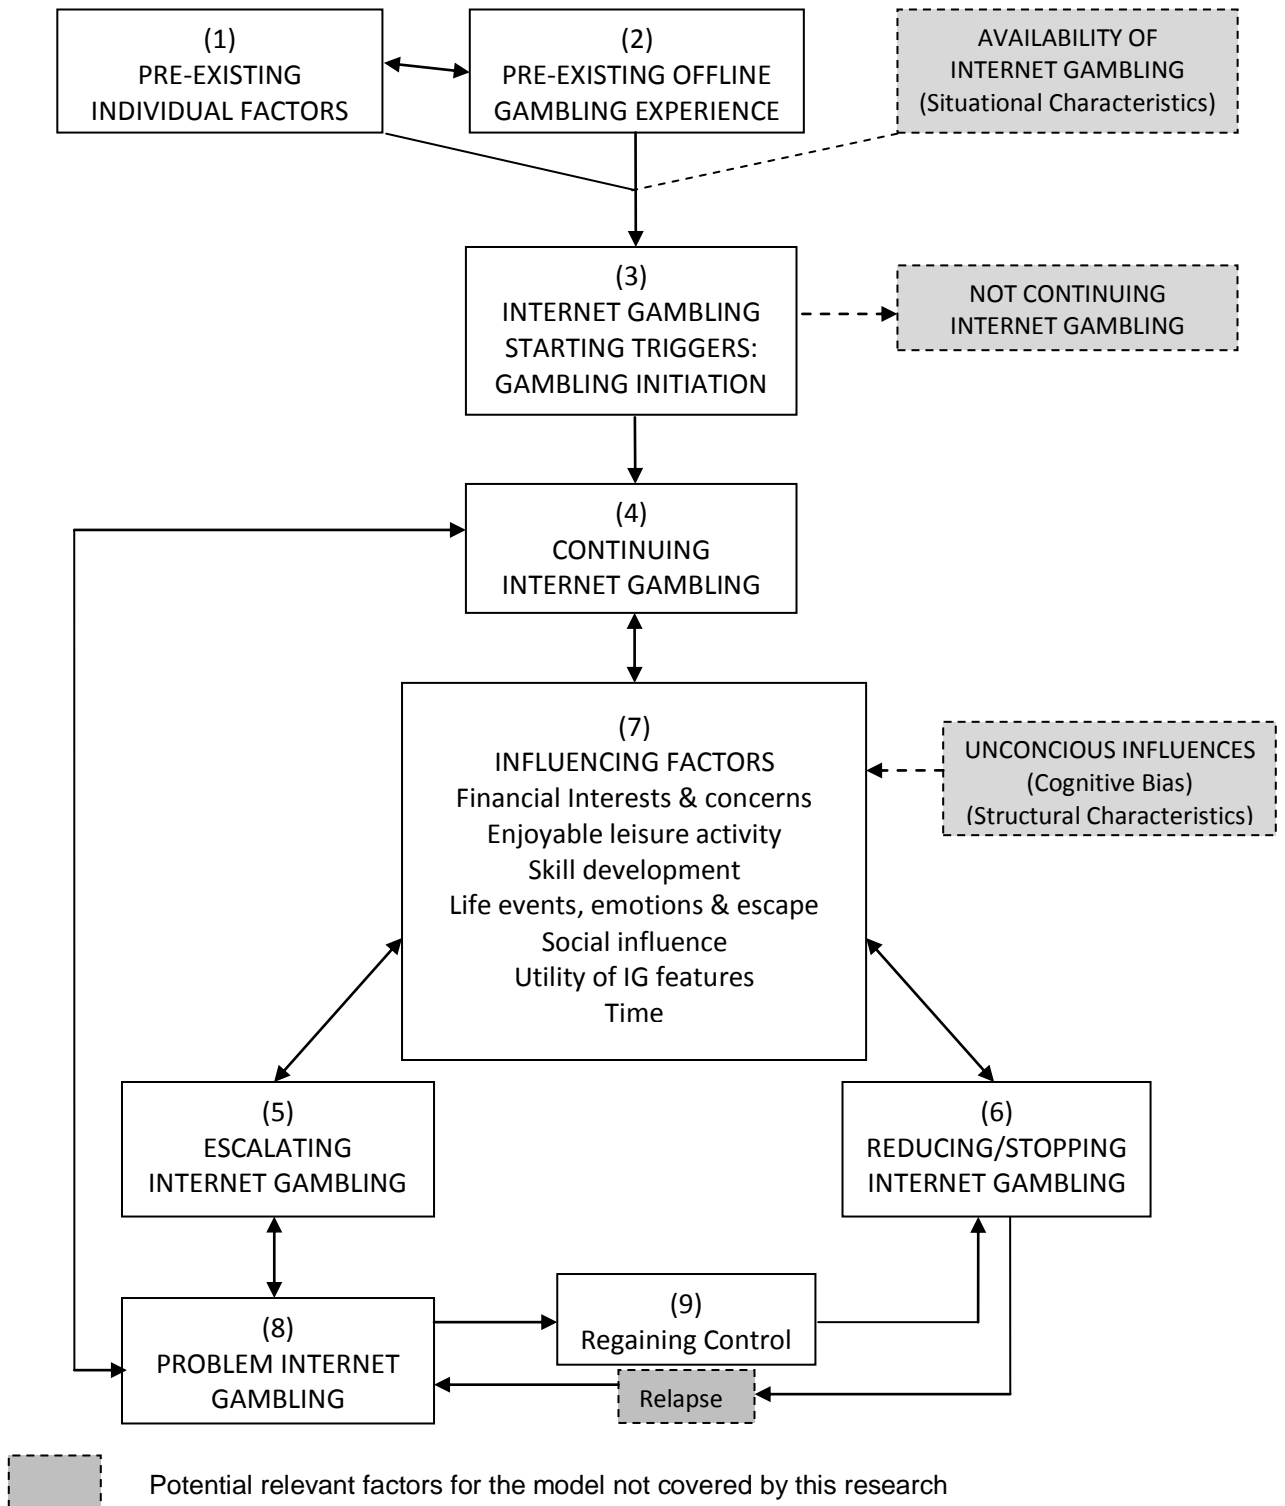 (1)
PRE-EXISTING
INDIVIDUAL FACTORS
(2)
PRE-EXISTING OFFLINE
GAMBLING EXPERIENCE
AVAILABILITY OF
INTERNET GAMBLING
(Situational Characteristics)
(3)
INTERNET GAMBLING
STARTING TRIGGERS:
GAMBLING INITIATION
NOT CONTINUING
INTERNET GAMBLING
(4)
CONTINUING
INTERNET GAMBLING
(7)
INFLUENCING FACTORS
Financial Interests & concerns
Enjoyable leisure activity
Skill development
Life events, emotions & escape
Social influence
Utility of IG features
Time
UNCONCIOUS INFLUENCES
(Cognitive Bias)
(Structural Characteristics)
(5)
ESCALATING
INTERNET GAMBLING
(6)
REDUCING/STOPPING
INTERNET GAMBLING
(8)
PROBLEM INTERNET
GAMBLING
(9)
Regaining Control
Relapse
Potential relevant factors for the model not covered by this research